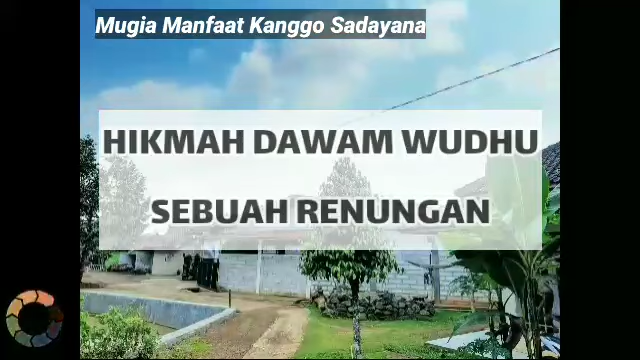 Mugia Manfaat Kanggo Sadayana
HIKMAH DAWAM WUDHU
SEBUAH RENUNGAN